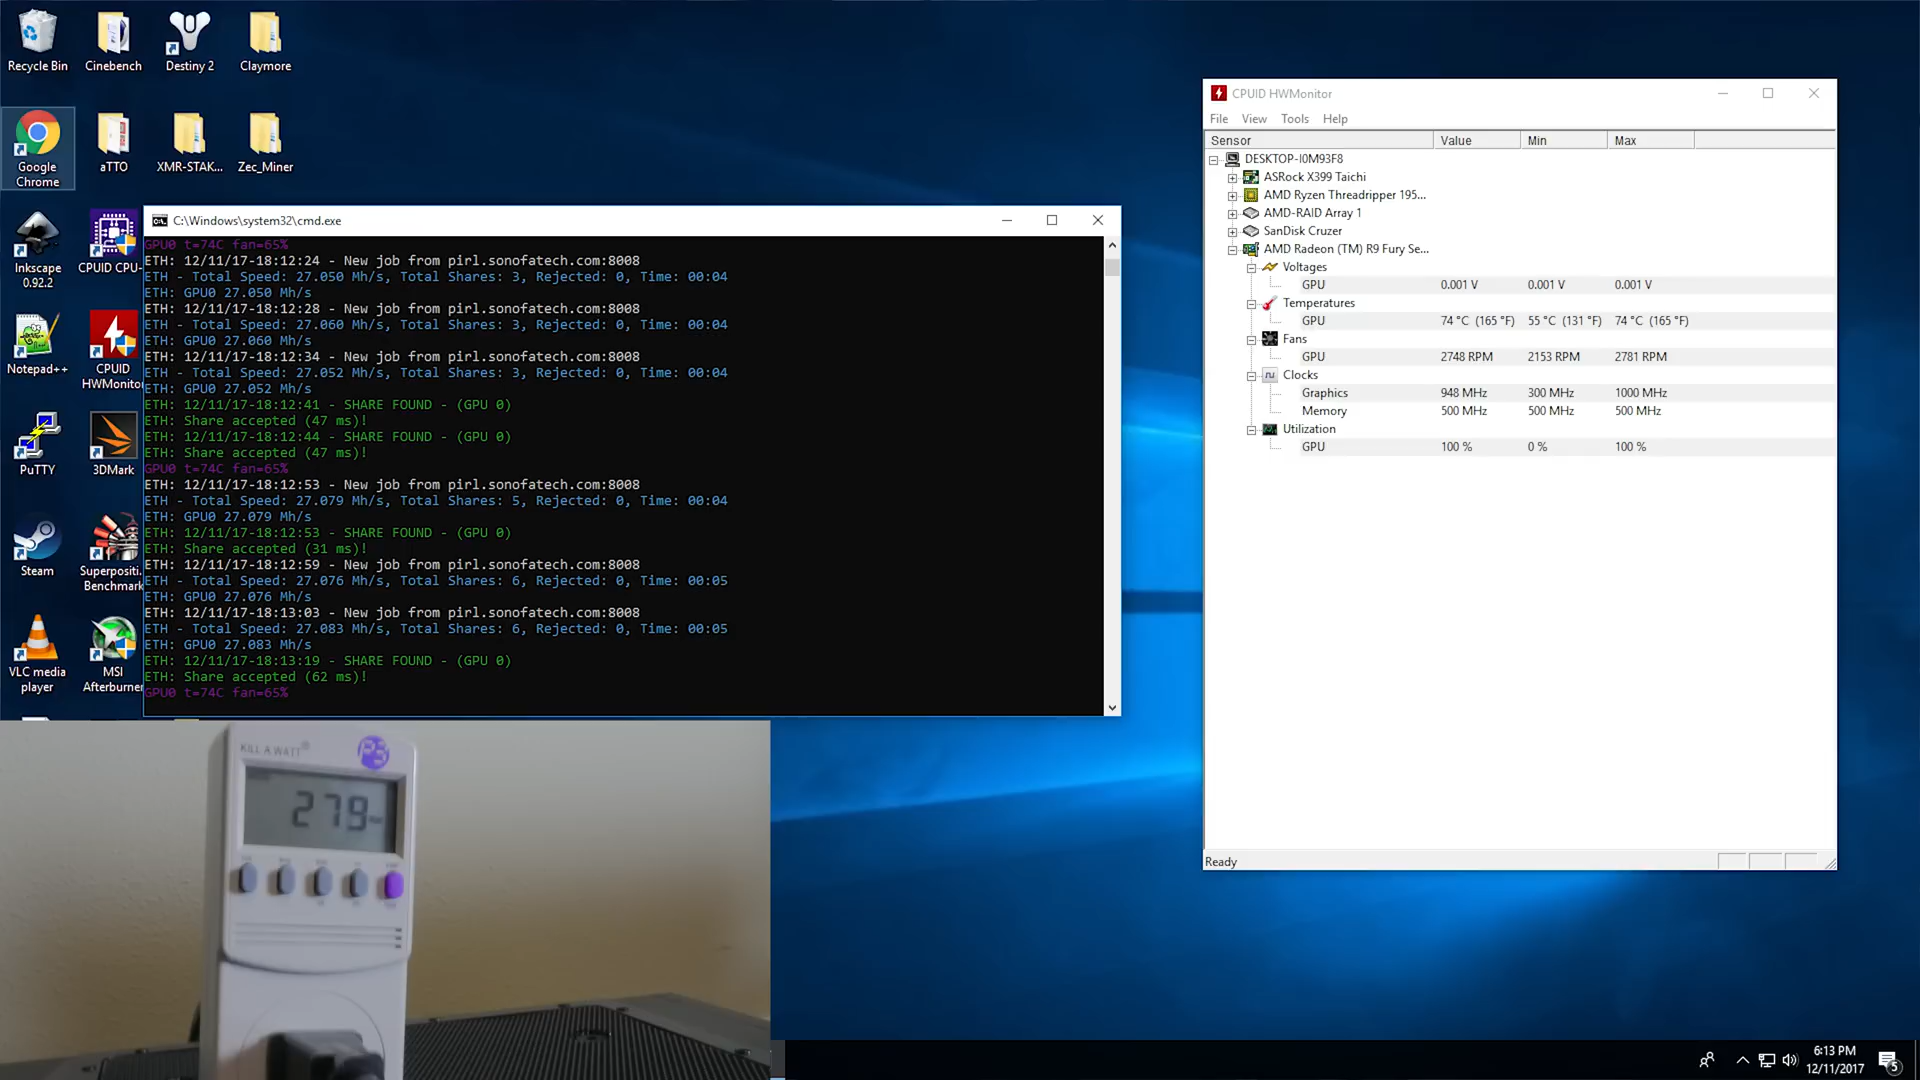 Recycle Bin
Cinebench
Destiny 2
Claymore
Google
Chrome
aTTO
XMR-STAK...
Zec_Miner
Inkscape
0.92.2
CPUID CPU-
Notepad++
CPUID
HWMonito
PuTTY
3DMark
Steam
Superpositi...
Benchmark
VLC media
player
MSI
Afterburner
C:\Windows\system32\cmd.exe
GPU0 t=74C fan=65%
ETH: 12/11/17-18:12:24 - New job from pirl.sonofatech.com:8008
ETH - Total Speed: 27.050 Mh/s, Total Shares: 3, Rejected: 0, Time: 00:04
ETH: GPU0 27.050 Mh/s
ETH: 12/11/17-18:12:28 - New job from pirl.sonofatech.com:8008
ETH - Total Speed: 27.060 Mh/s, Total Shares: 3, Rejected: 0, Time: 00:04
ETH: GPU0 27.060 Mh/s
ETH: 12/11/17-18:12:34 - New job from pirl.sonofatech.com:8008
ETH - Total Speed: 27.052 Mh/s, Total Shares: 3, Rejected: 0, Time: 00:04
ETH: GPU0 27.052 Mh/s
ETH: 12/11/17-18:12:41 - SHARE FOUND - (GPU 0)
ETH: Share accepted (47 ms)!
ETH: 12/11/17-18:12:44 - SHARE FOUND - (GPU 0)
ETH: Share accepted (47 ms)!
GPU0 t=74C fan=65%
ETH: 12/11/17-18:12:53 - New job from pirl.sonofatech.com:8008
ETH - Total Speed: 27.079 Mh/s, Total Shares: 5, Rejected: 0, Time: 00:04
ETH: GPU0 27.079 Mh/s
ETH: 12/11/17-18:12:53 - SHARE FOUND - (GPU 0)
ETH: Share accepted (31 ms)!
ETH: 12/11/17-18:12:59 - New job from pirl.sonofatech.com:8008
ETH - Total Speed: 27.076 Mh/s, Total Shares: 6, Rejected: 0, Time: 00:05
ETH: GPU0 27.076 Mh/s
ETH: 12/11/17-18:13:03 - New job from pirl.sonofatech.com:8008
ETH - Total Speed: 27.083 Mh/s, Total Shares: 6, Rejected: 0, Time: 00:05
ETH: GPU0 27.083 Mh/s
ETH: 12/11/17-18:13:19 - SHARE FOUND - (GPU 0)
ETH: Share accepted (62 ms)!
GPU0 t=74C fan=65%
KILL A WATT
P3
279
CPUID HWMonitor
File View Tools Help
Sensor Value Min Max
DESKTOP-I0M93F8
ASRock X399 Taichi
AMD Ryzen Threadripper 195...
AMD-RAID Array 1
SanDisk Cruzer
AMD Radeon (TM) R9 Fury Se...
Voltages
GPU 0.001 V 0.001 V 0.001 V
Temperatures
GPU 74 °C (165 °F) 55 °C (131 °F) 74 °C (165 °F)
Fans
GPU 2748 RPM 2153 RPM 2781 RPM
Clocks
Graphics 948 MHz 300 MHz 1000 MHz
Memory 500 MHz 500 MHz 500 MHz
Utilization
GPU 100 % 0 % 100 %
Ready
6:13 PM
12/11/2017
5